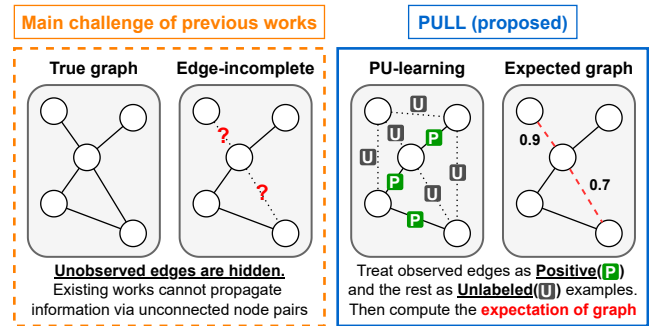 Main challenge of previous works
True graph
Edge-incomplete
?
?
Unobserved edges are hidden.
Existing works cannot propagate
information via unconnected node pairs
PULL (proposed)
PU-learning
Expected graph
U
U
P
U
U
P
U
P
0.9
0.7
Treat observed edges as Positive(P)
and the rest as Unlabeled(U) examples.
Then compute the expectation of graph